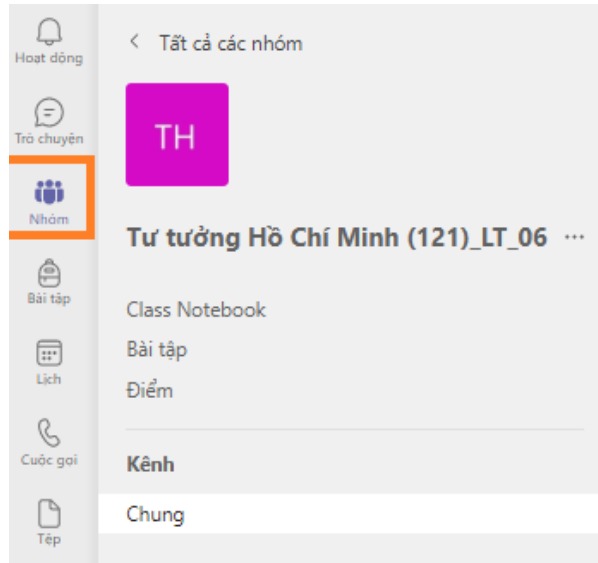 Hoạt động
Trò chuyện
Nhóm
Bài tập
Lịch
Cuộc gọi
Tệp
< Tất cả các nhóm
TH
Tư tưởng Hồ Chí Minh (121)_LT_06 ...
Class Notebook
Bài tập
Điểm
Kênh
Chung